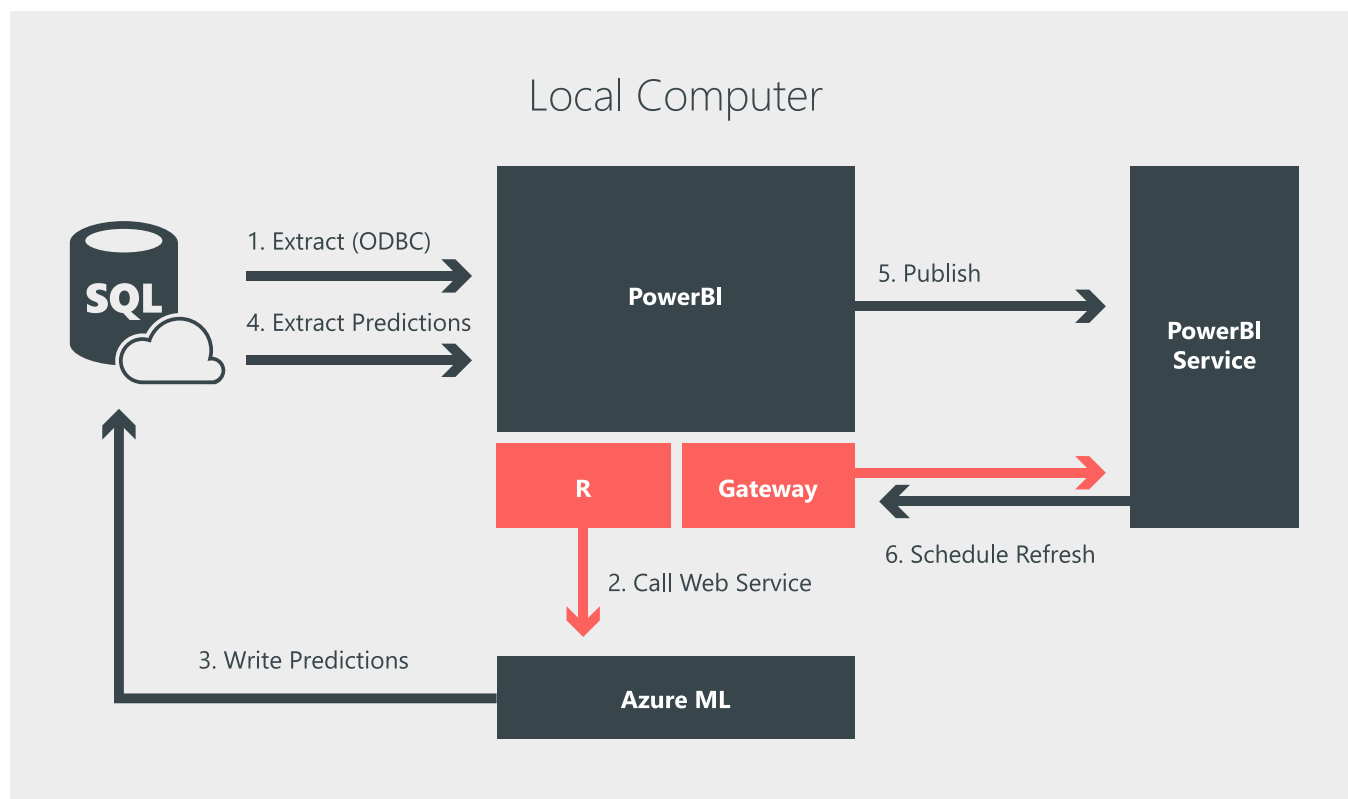 Local Computer
1. Extract (ODBC)
SQL
4. Extract Predictions
PowerBI
5. Publish
PowerBI
Service
R
Gateway
6. Schedule Refresh
2. Call Web Service
3. Write Predictions
Azure ML